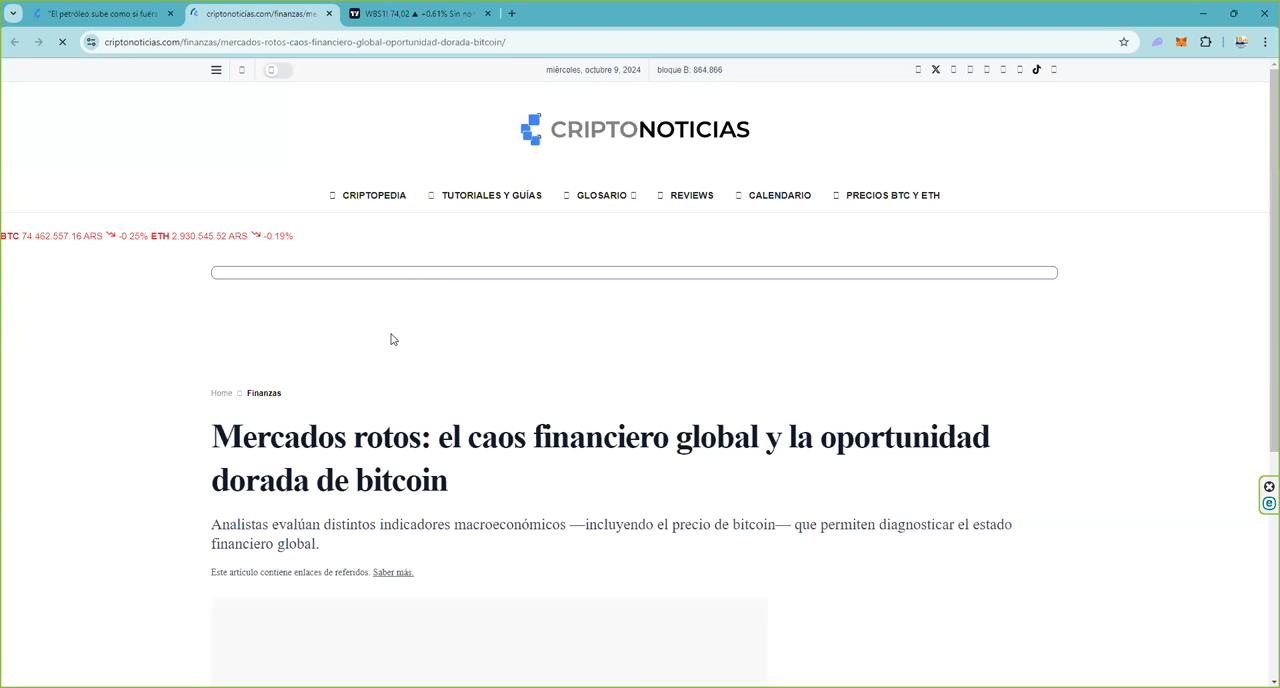 "El petróleo sube como si fuera
criptonoticias.com/finanzas/me
WBS1! 74,02 ▲ +0.61% Sin no
criptonoticias.com/finanzas/mercados-rotos-caos-financiero-global-oportunidad-dorada-bitcoin/
miércoles, octubre 9, 2024
bloque ₿: 864.866
CRIPTONOTICIAS
CRIPTOPEDIA TUTORIALES Y GUÍAS GLOSARIO REVIEWS CALENDARIO PRECIOS BTC Y ETH
BTC 74.462.557.16 ARS -0.25% ETH 2.930.545.52 ARS -0.19%
Home Finanzas
Mercados rotos: el caos financiero global y la oportunidad
dorada de bitcoin
Analistas evalúan distintos indicadores macroeconómicos —incluyendo el precio de bitcoin— que permiten diagnosticar el estado
financiero global.
Este artículo contiene enlaces de referidos. Saber más.